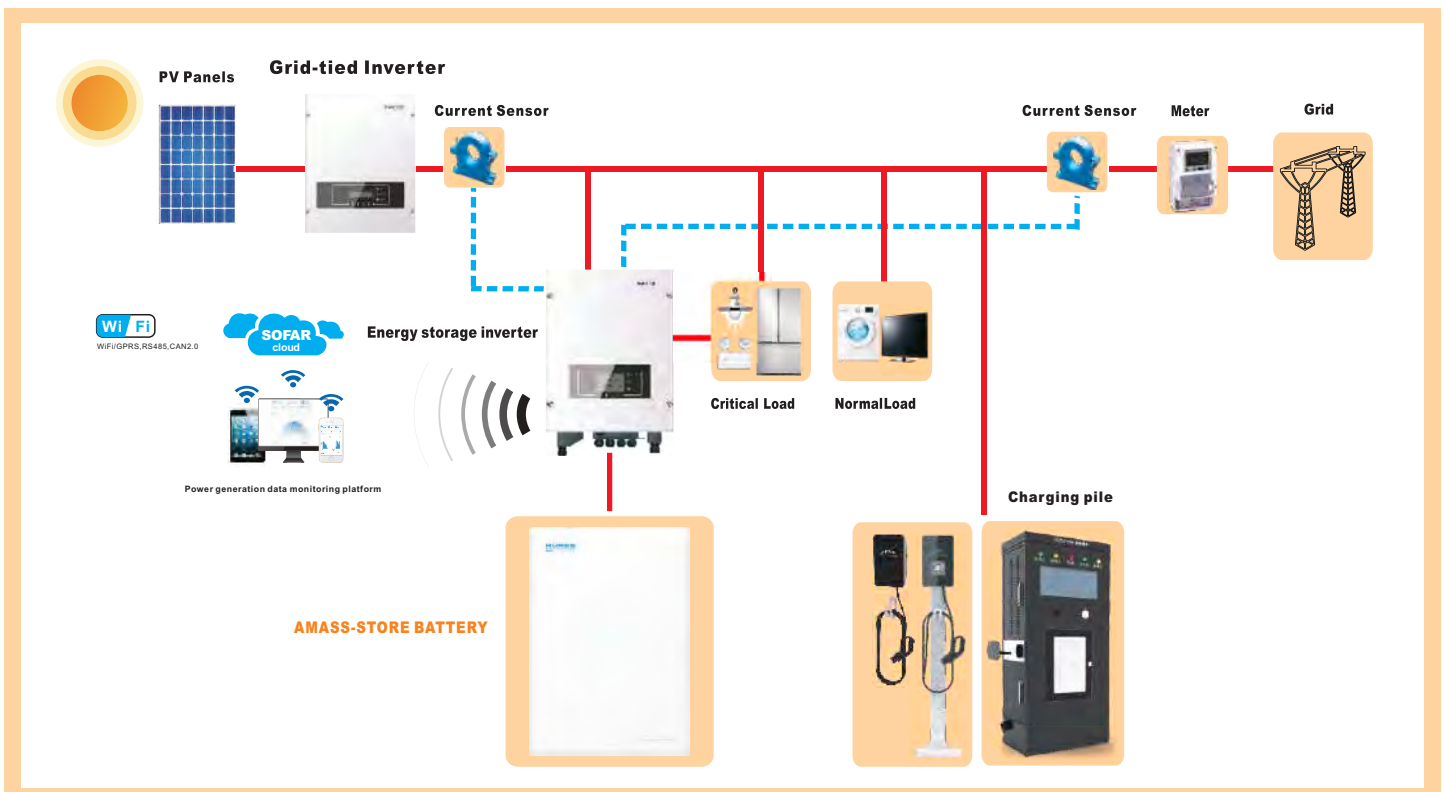 PV Panels
Grid-tied Inverter
Current Sensor
Current Sensor
Meter
Grid
Wi Fi
WiFi/GPRS,RS485,CAN2.0
SOFAR
cloud
Energy storage inverter
Critical Load
NormalLoad
Power generation data monitoring platform
Charging pile
AMASS-STORE BATTERY